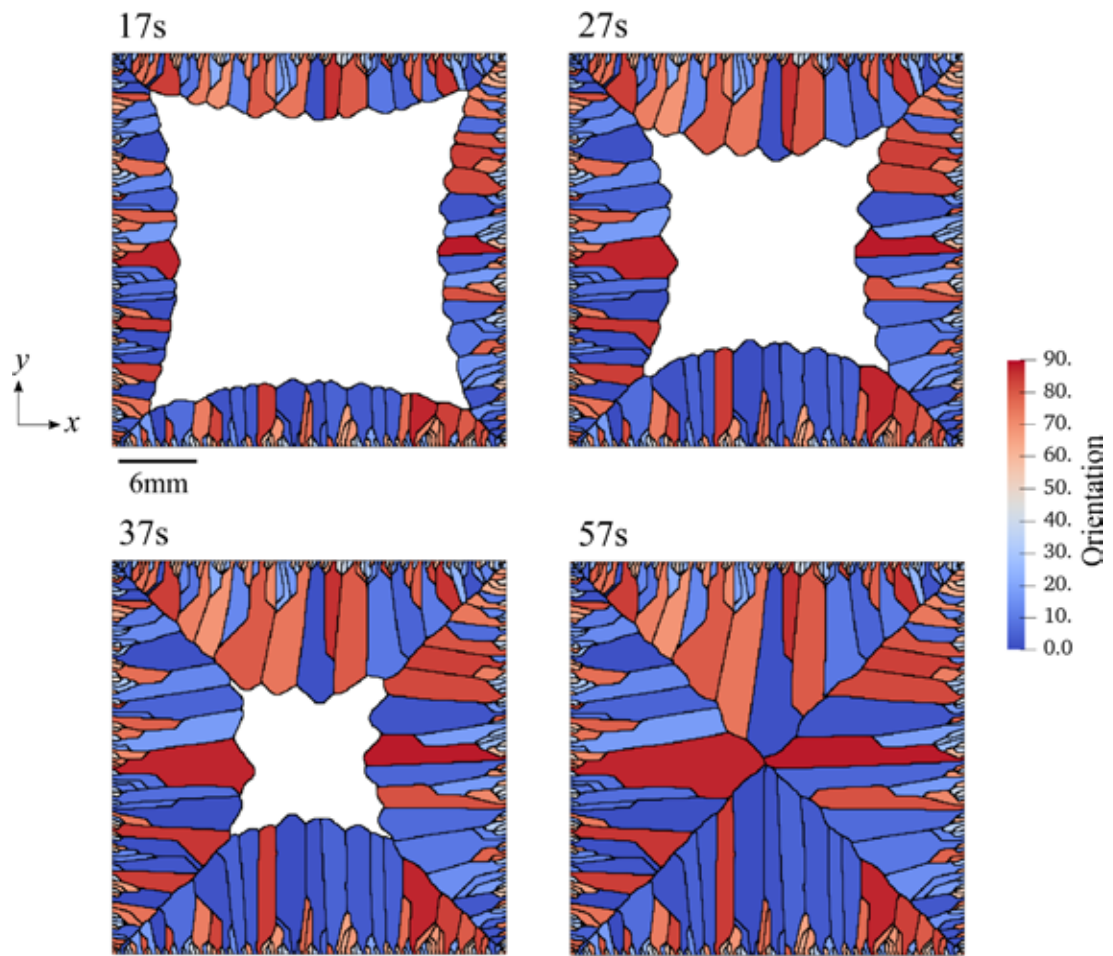 17s
27s
y
x
6mm
37s
57s
90.
80.
70.
60.
50.
40.
30.
20.
10.
0.0
Orientation